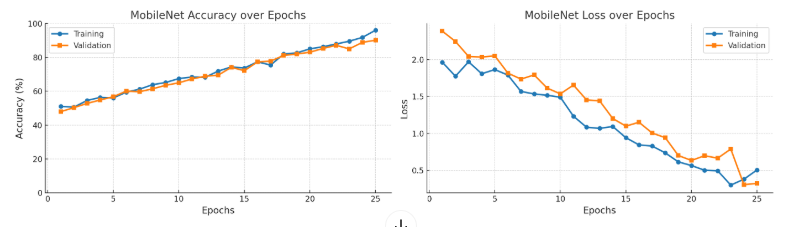 MobileNet Accuracy over Epochs
Training
Validation
100
80
60
40
20
0
0 5 10 15 20 25
Accuracy (%)
Epochs
MobileNet Loss over Epochs
Training
Validation
2.0
1.5
1.0
0.5
0 5 10 15 20 25
Loss
Epochs